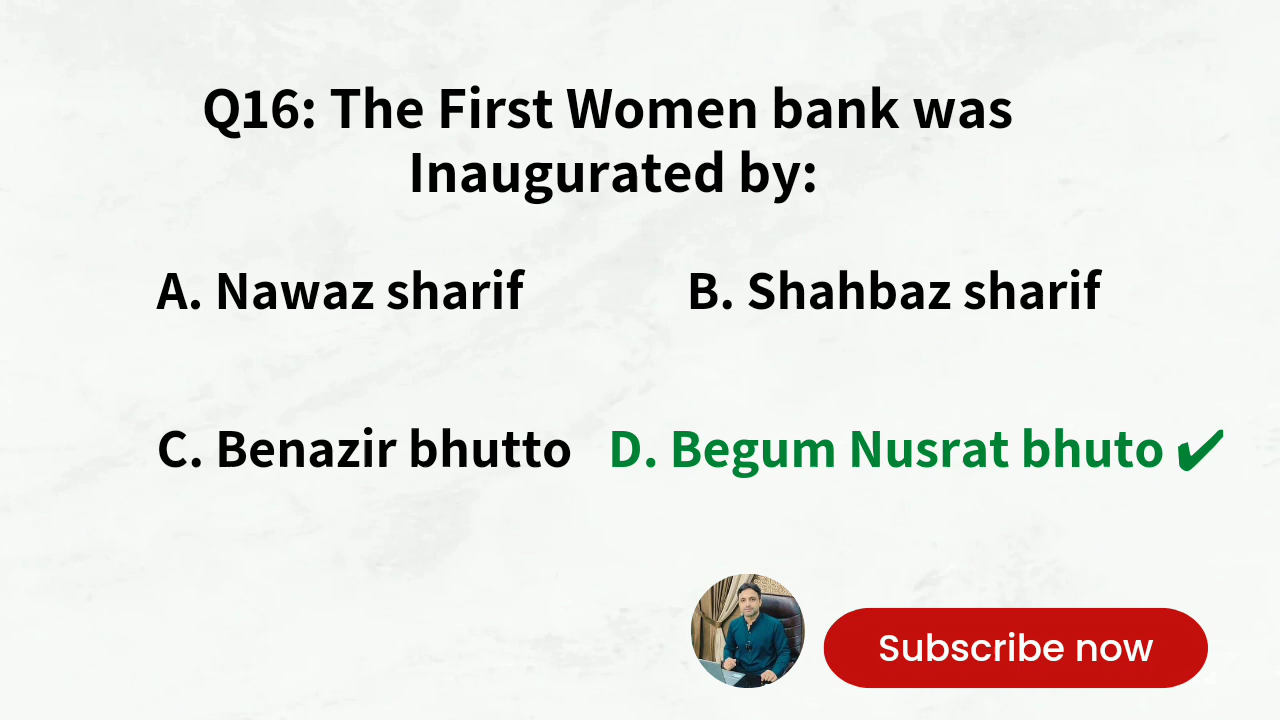 Q16: The First Women bank was
Inaugurated by:
A. Nawaz sharif
B. Shahbaz sharif
C. Benazir bhutto
D. Begum Nusrat bhuto ✔
Subscribe now